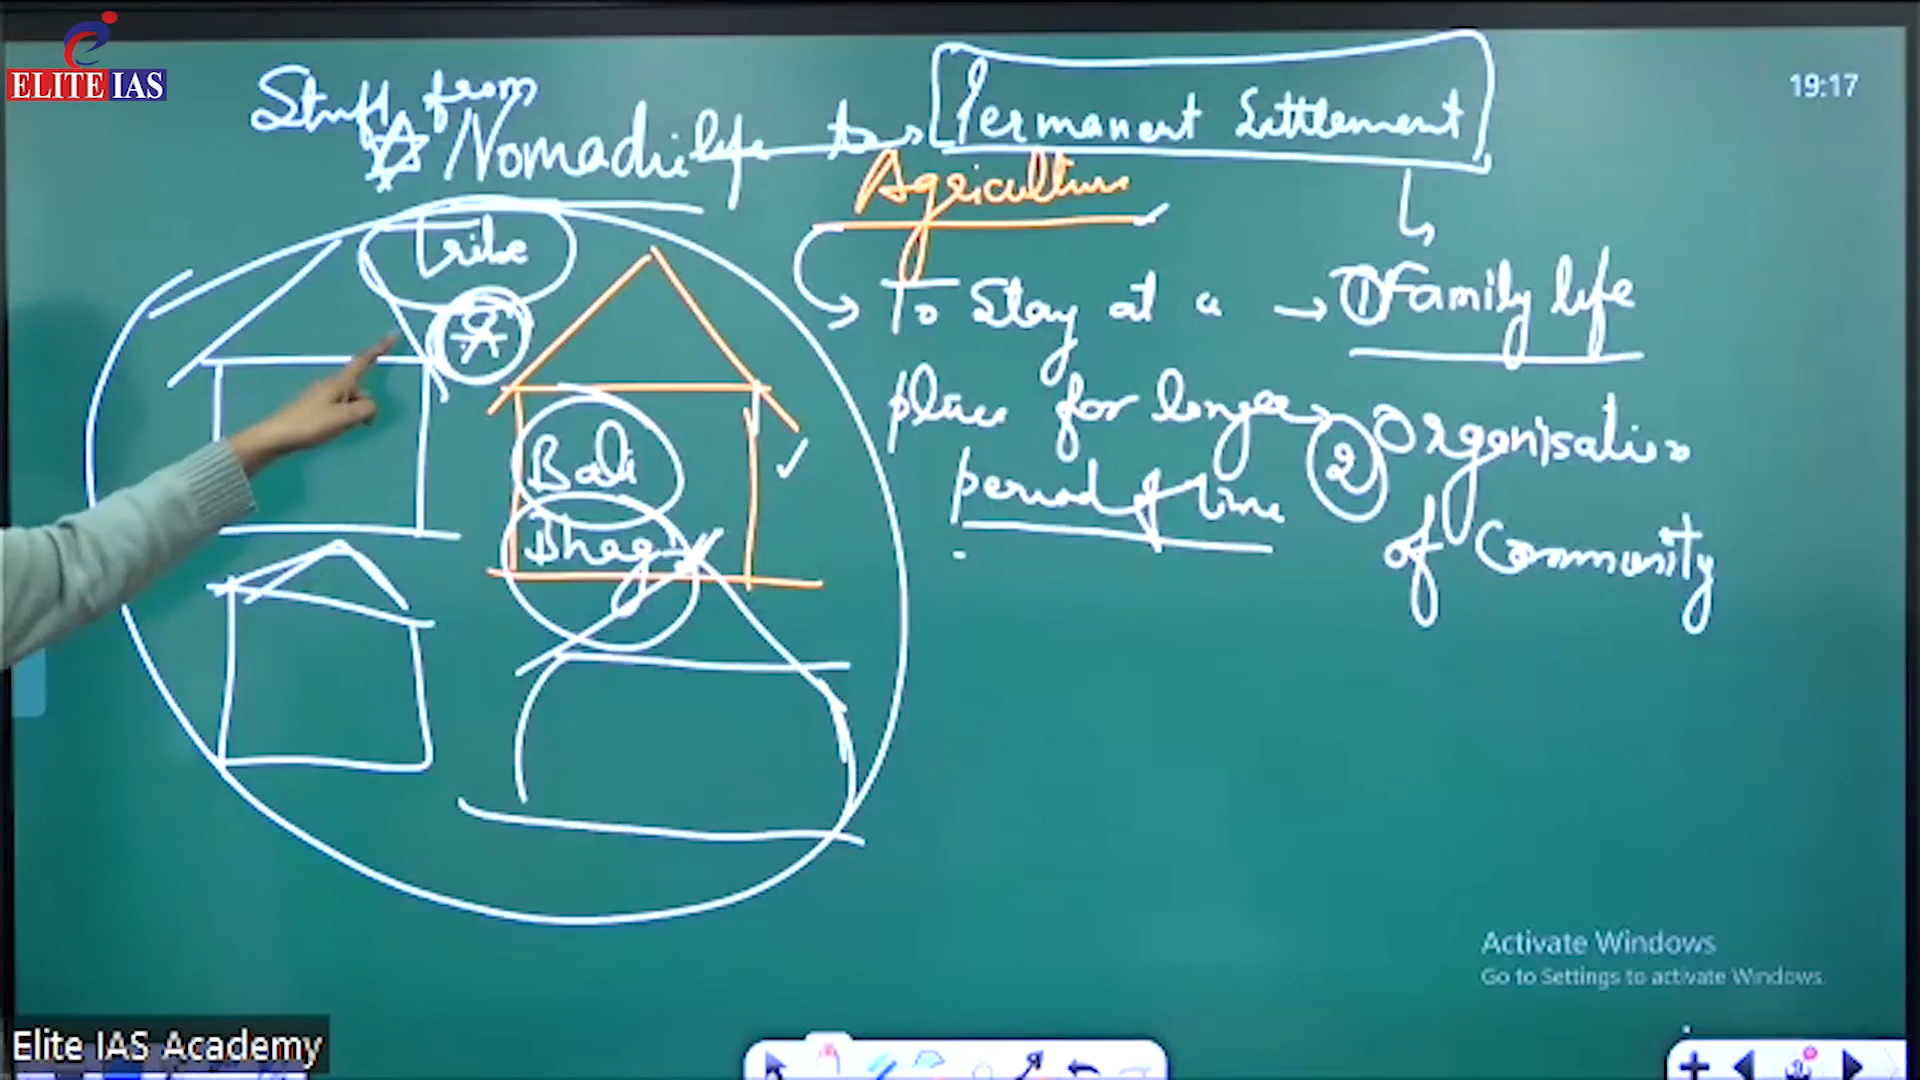 ELITE IAS
19:17
Stuff from
Nomadic life to Permanent Settlement
Agriculture
Tribe
To Stay at a → ① Family life
place for longer
period of time
② Organisation
of Community
Bali
Bhag
Activate Windows
Go to Settings to activate Windows.
Elite IAS Academy